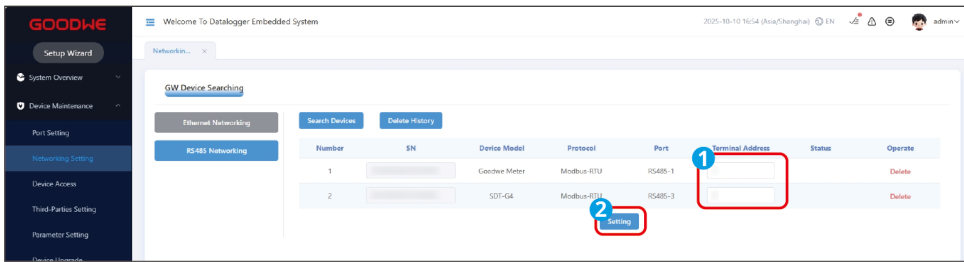 GOODWE
Welcome To Datalogger Embedded System
2025-10-10 16:54 (Asia/Shanghai) EN admin
Setup Wizard
Networkin...
System Overview
GW Device Searching
Device Maintenance
Ethernet Networking Search Devices Delete History
Port Setting
RS485 Networking
Number SN Device Model Protocol Port Terminal Address Status Operate
Networking Setting
1 Goodwe Meter Modbus-RTU RS485-1 1 Delete
Device Access
2 SDT-G4 Modbus-RTU RS485-3 Delete
Third-Parties Setting
2 Setting
Parameter Setting
Device Upgrade